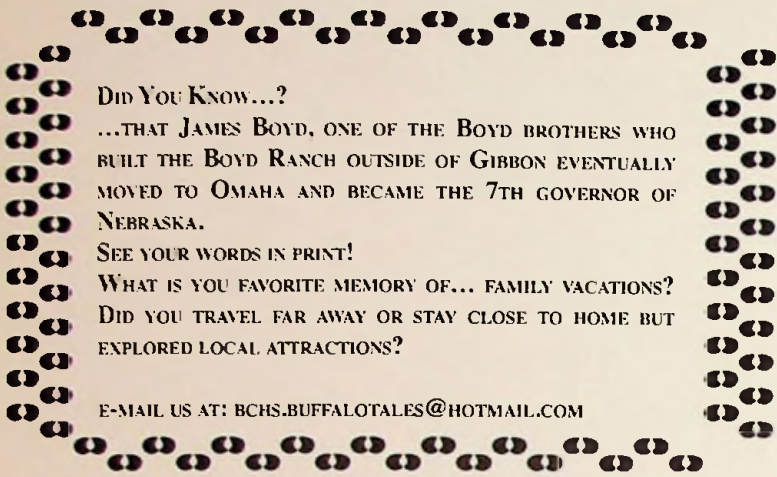 Did You Know...?
...that James Boyd, one of the Boyd brothers who
built the Boyd Ranch outside of Gibbon eventually
moved to Omaha and became the 7th governor of
Nebraska.
See your words in print!
What is you favorite memory of... family vacations?
Did you travel far away or stay close to home but
explored local attractions?
e-mail us at: bchs.buffalotales@hotmail.com